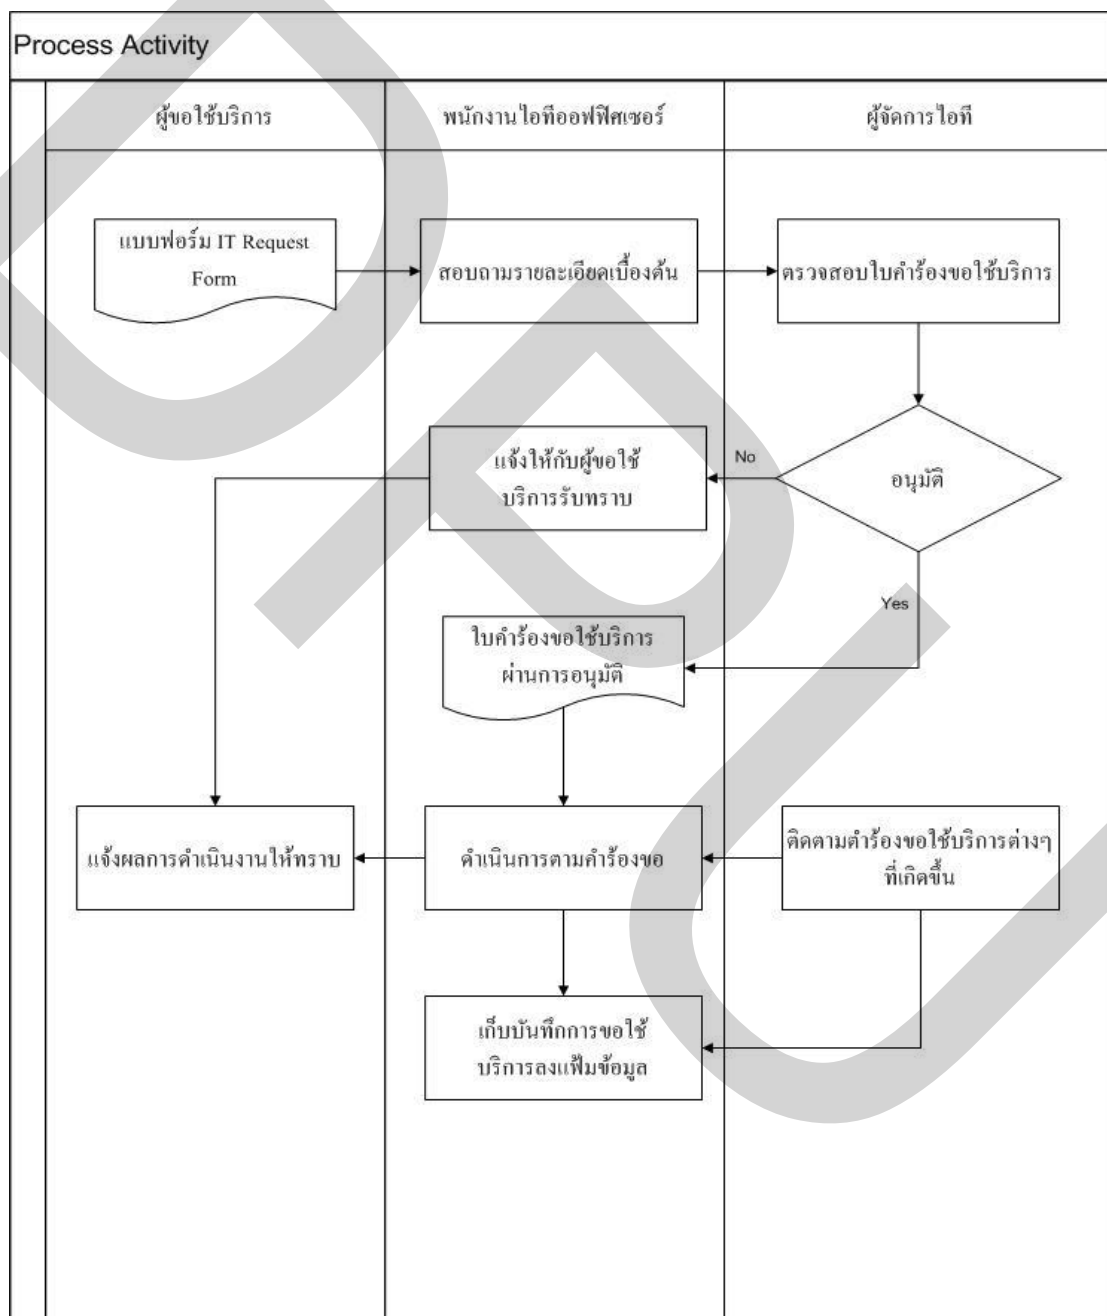 Process Activity
ผู้ขอใช้บริการ
พนักงานไอทีออฟฟิศเซอร์
ผู้จัดการไอที
แบบฟอร์ม IT Request
Form
สอบถามรายละเอียดเบื้องต้น
ตรวจสอบใบคำร้องขอใช้บริการ
แจ้งให้กับผู้ขอใช้
บริการรับทราบ
No
อนุมัติ
Yes
ใบคำร้องขอใช้บริการ
ผ่านการอนุมัติ
แจ้งผลการดำเนินงานให้ทราบ
ดำเนินการตามคำร้องขอ
ติดตามตำร้องขอใช้บริการต่างๆ
ที่เกิดขึ้น
เก็บบันทึกการขอใช้
บริการลงแฟ้มข้อมูล
DPU